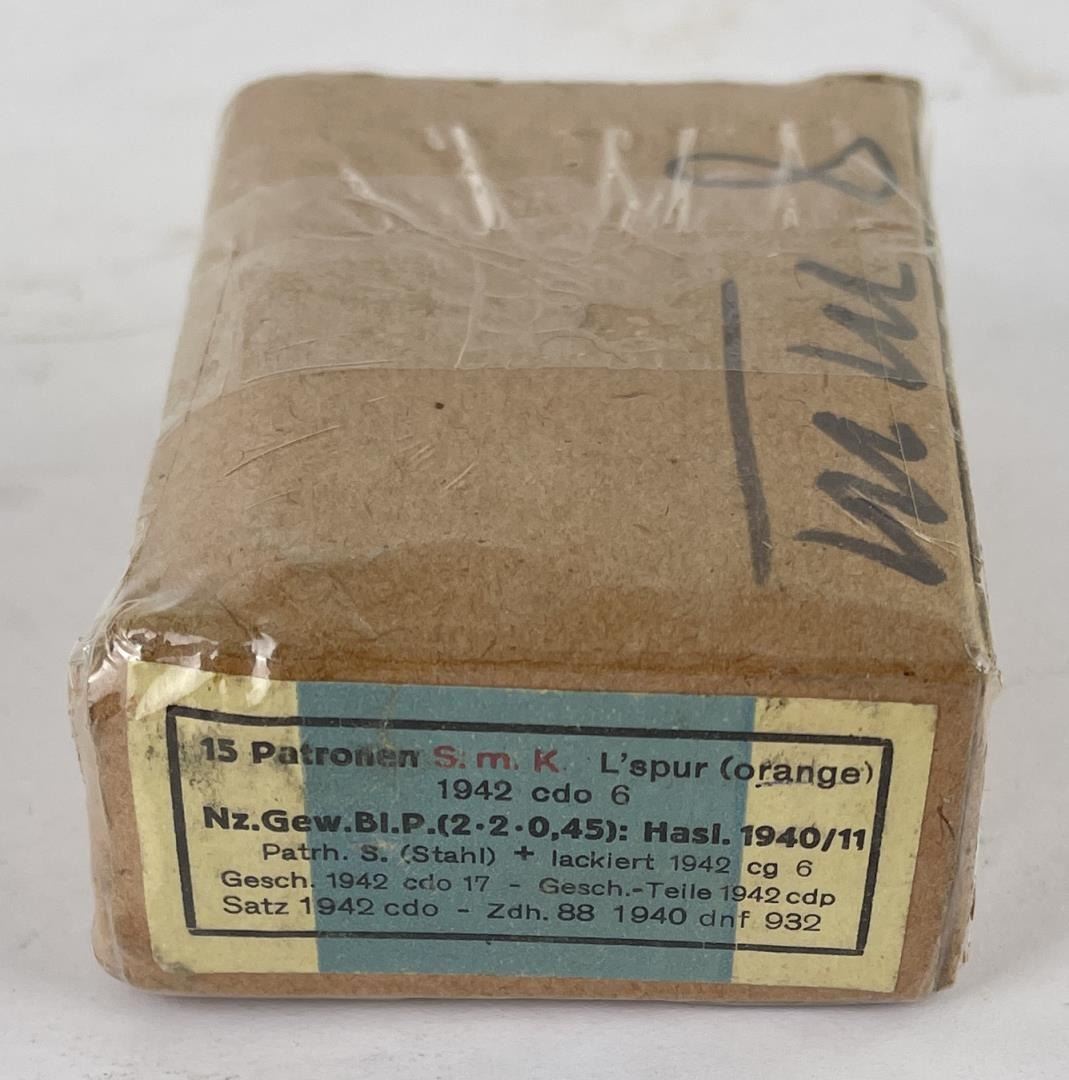 8 mm
15 Patronen S. m. K. L'spur (orange)
1942 cdo 6
Nz.Gew.Bl.P.(2·2·0,45): Hasl. 1940/11
Patrh. S. (Stahl) + lackiert 1942 cg 6
Gesch. 1942 cdo 17 - Gesch.-Teile 1942 cdp
Satz 1942 cdo - Zdh. 88 1940 dnf 932